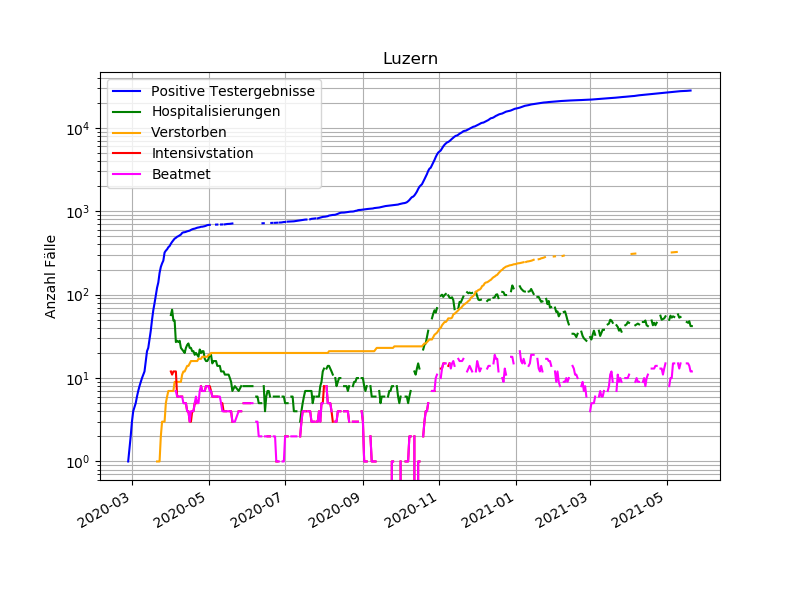 Luzern
Positive Testergebnisse
Hospitalisierungen
Verstorben
Intensivstation
Beatmet
Anzahl Fälle
10^4
10^3
10^2
10^1
10^0
2020-03
2020-05
2020-07
2020-09
2020-11
2021-01
2021-03
2021-05